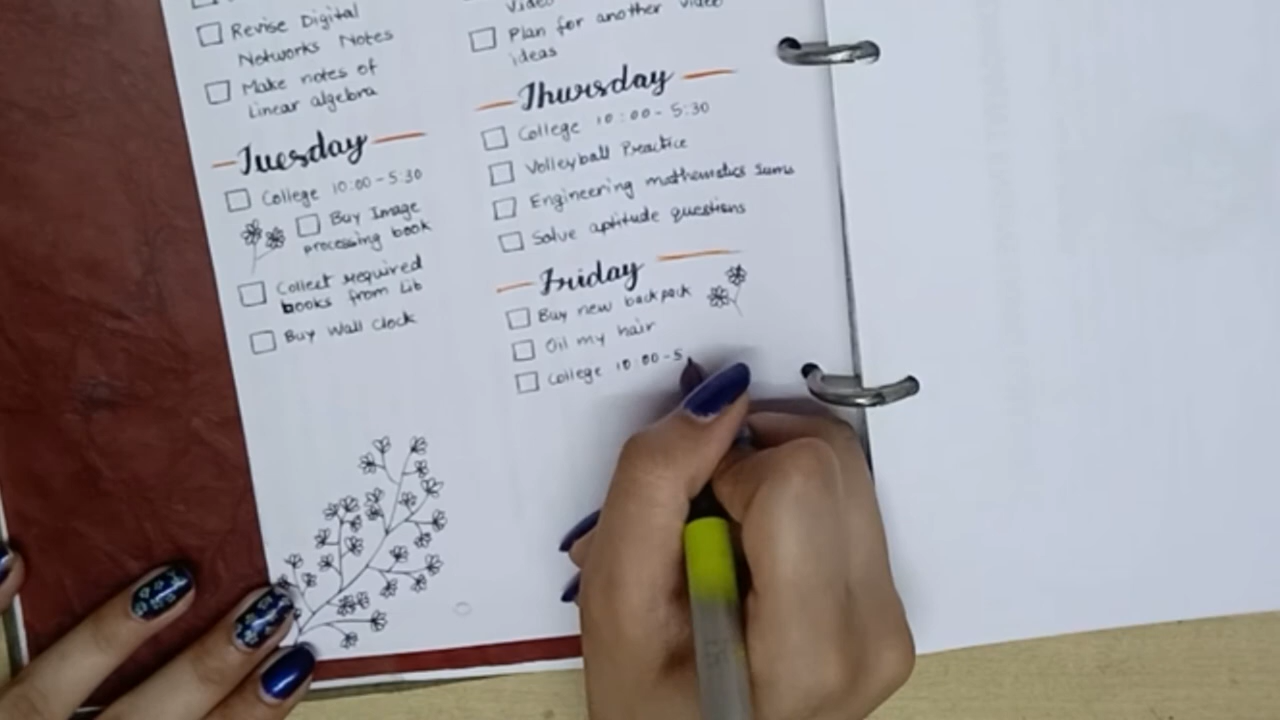 Revise Digital
Networks Notes
Make notes of
Linear algebra
Tuesday
College 10:00-5:30
Buy Image
processing book
Collect required
books from Lib
Buy Wall Clock
Video
Plan for another Video
ideas
Thursday
College 10:00-5:30
Volleyball Practice
Engineering mathematics sums
Solve aptitude questions
Friday
Buy new backpack
Oil my hair
College 10:00-5